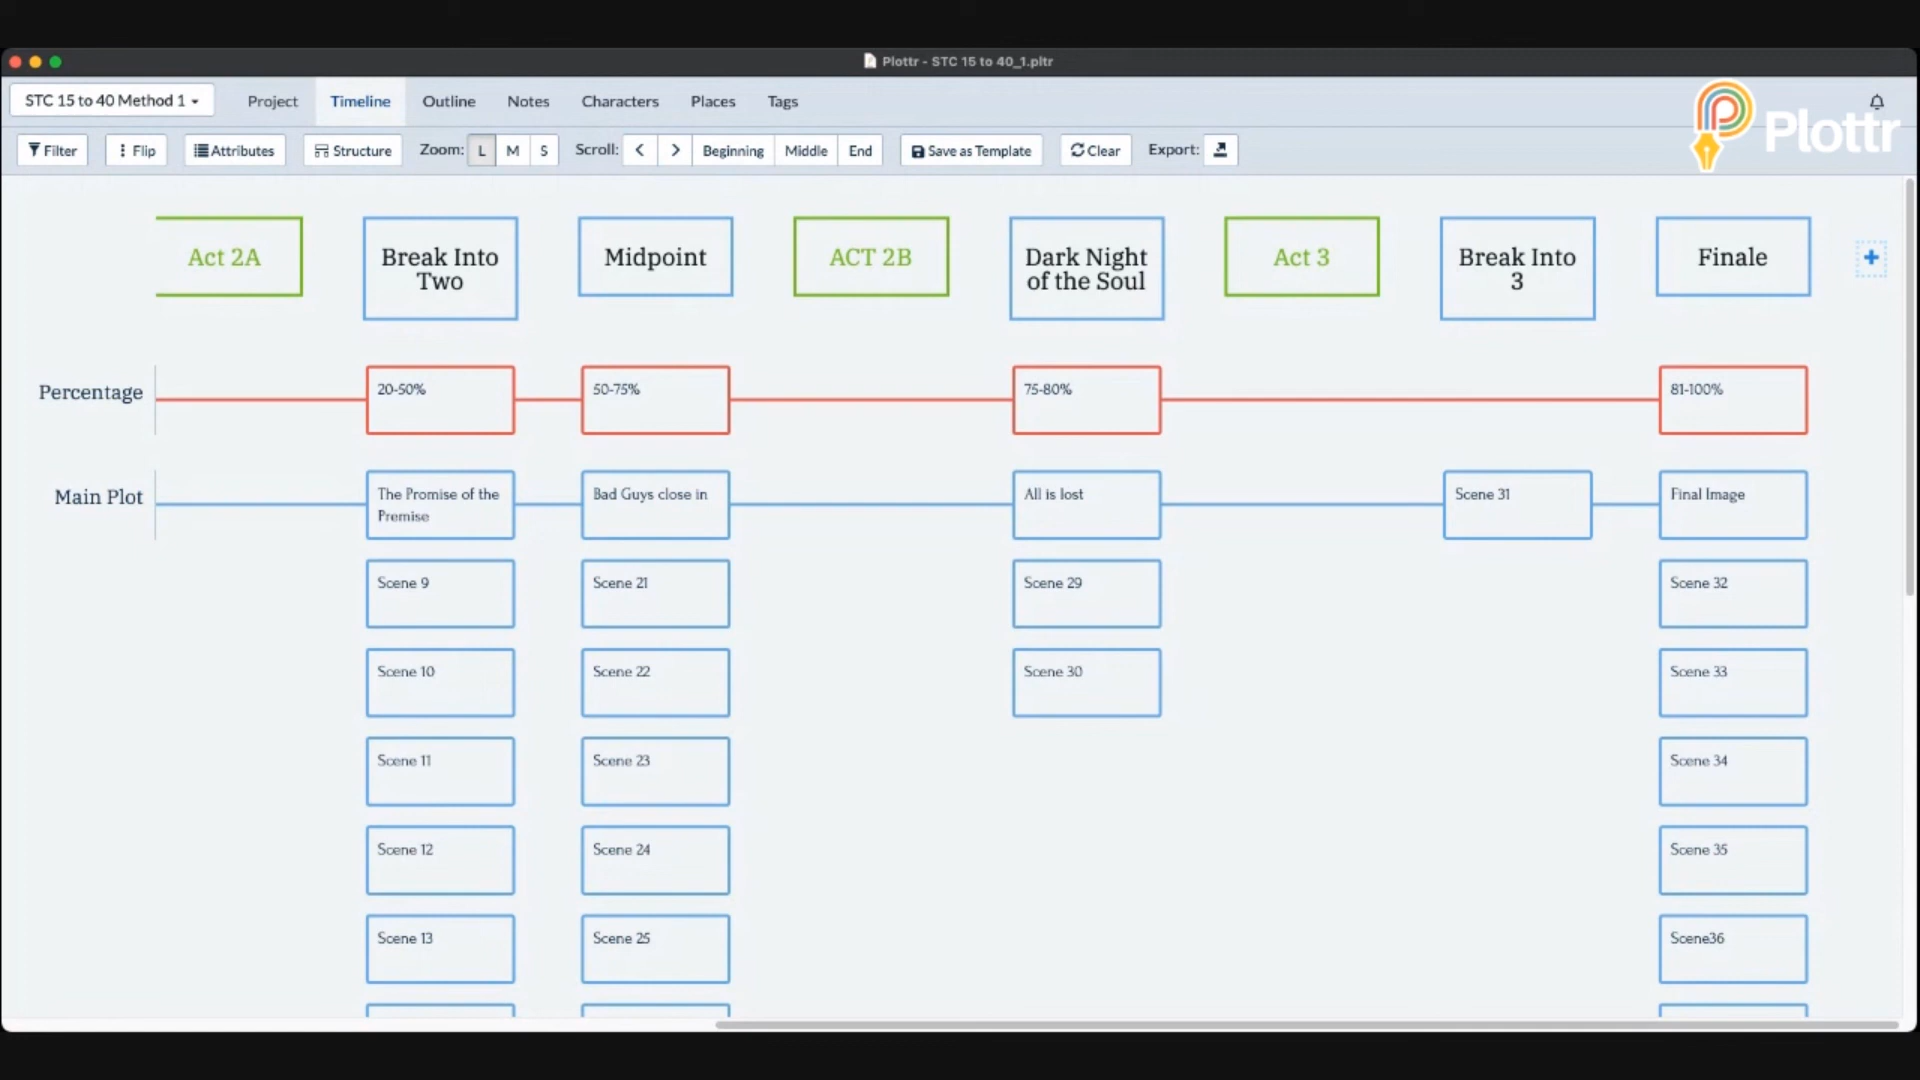 Plottr - STC 15 to 40_1.pltr
STC 15 to 40 Method 1
Project
Timeline
Outline
Notes
Characters
Places
Tags
Plottr
Filter
Flip
Attributes
Structure
Zoom:
L
M
S
Scroll:
Beginning
Middle
End
Save as Template
Clear
Export:
Act 2A
Break Into
Two
Midpoint
ACT 2B
Dark Night
of the Soul
Act 3
Break Into
3
Finale
Percentage
20-50%
50-75%
75-80%
81-100%
Main Plot
The Promise of the
Premise
Bad Guys close in
All is lost
Scene 31
Final Image
Scene 9
Scene 21
Scene 29
Scene 32
Scene 10
Scene 22
Scene 30
Scene 33
Scene 11
Scene 23
Scene 34
Scene 12
Scene 24
Scene 35
Scene 13
Scene 25
Scene36